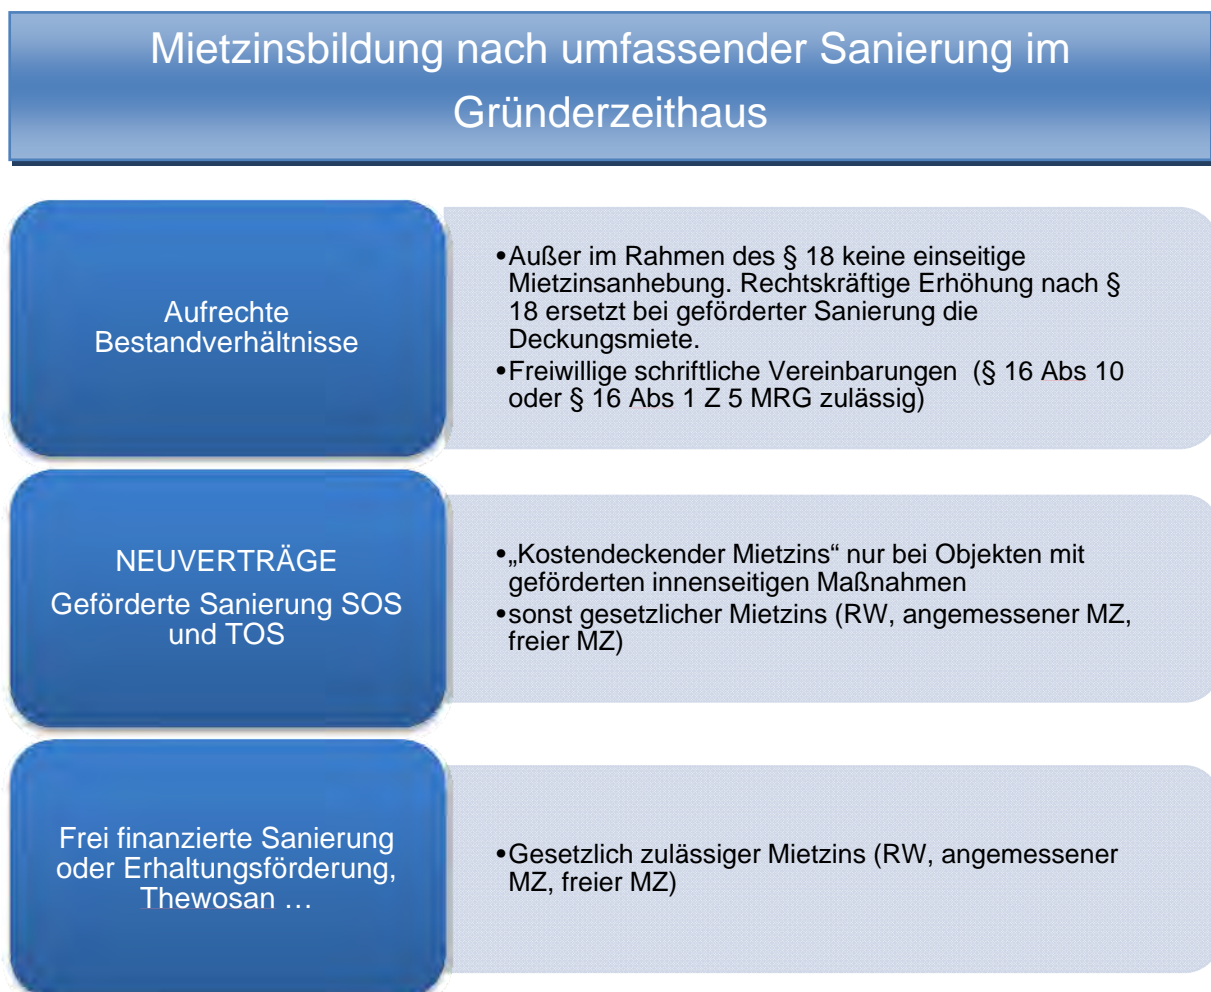 Mietzinsbildung nach umfassender Sanierung im
Gründerzeithaus
Aufrechte
Bestandverhältnisse
•Außer im Rahmen des § 18 keine einseitige
Mietzinsanhebung. Rechtskräftige Erhöhung nach §
18 ersetzt bei geförderter Sanierung die
Deckungsmiete.
•Freiwillige schriftliche Vereinbarungen (§ 16 Abs 10
oder § 16 Abs 1 Z 5 MRG zulässig)
NEUVERTRÄGE
Geförderte Sanierung SOS
und TOS
•„Kostendeckender Mietzins“ nur bei Objekten mit
geförderten innenseitigen Maßnahmen
•sonst gesetzlicher Mietzins (RW, angemessener MZ,
freier MZ)
Frei finanzierte Sanierung
oder Erhaltungsförderung,
Thewosan …
•Gesetzlich zulässiger Mietzins (RW, angemessener
MZ, freier MZ)